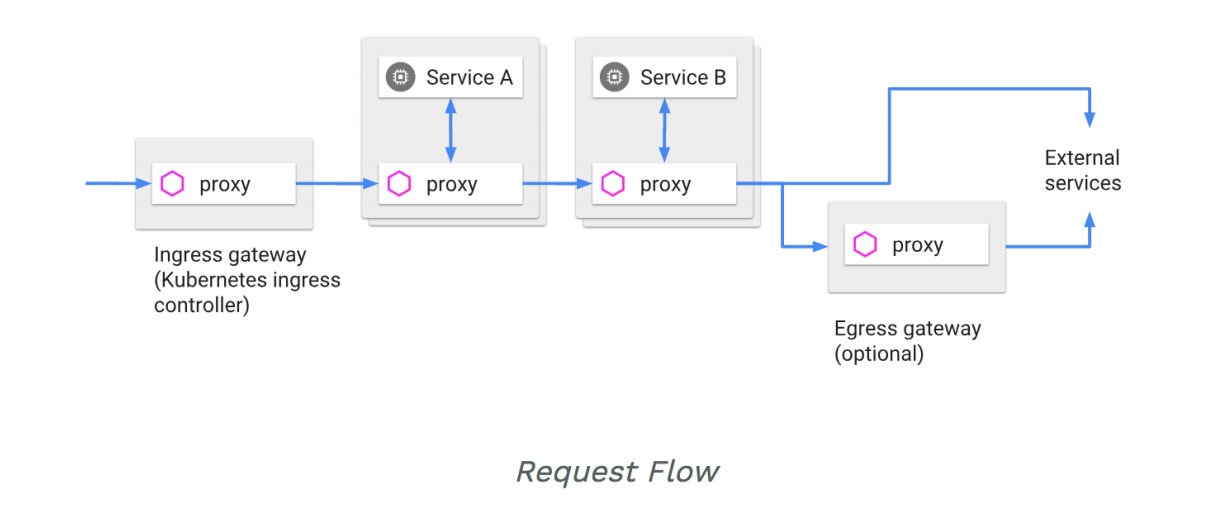 Service A
Service B
proxy
proxy
proxy
Ingress gateway
(Kubernetes ingress
controller)
External
services
proxy
Egress gateway
(optional)
Request Flow